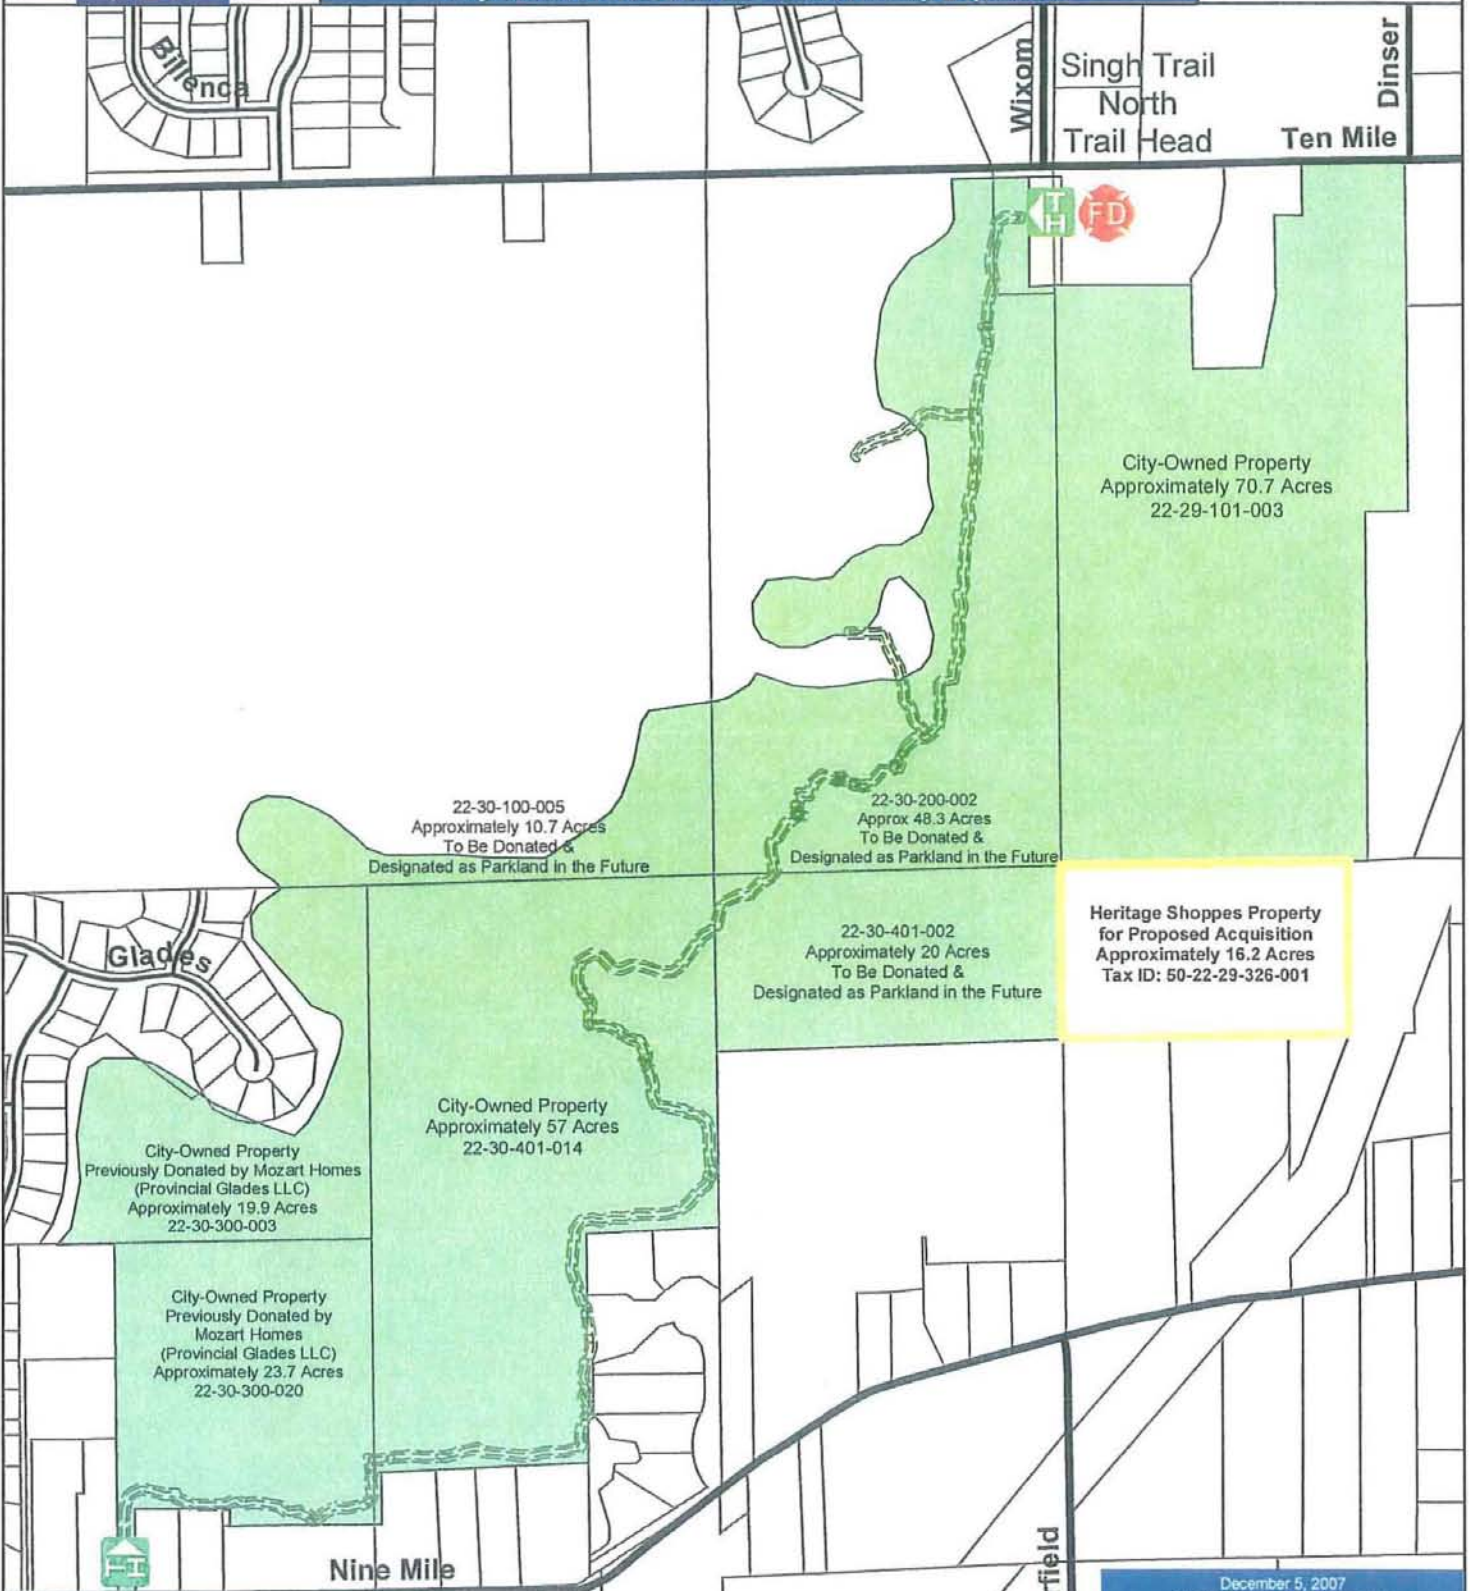 Billenca
Wixom
Singh Trail
North
Trail Head
Dinser
Ten Mile
TH
FD
City-Owned Property
Approximately 70.7 Acres
22-29-101-003
22-30-100-005
Approximately 10.7 Acres
To Be Donated &
Designated as Parkland in the Future
22-30-200-002
Approx 48.3 Acres
To Be Donated &
Designated as Parkland in the Future
Glades
22-30-401-002
Approximately 20 Acres
To Be Donated &
Designated as Parkland in the Future
Heritage Shoppes Property
for Proposed Acquisition
Approximately 16.2 Acres
Tax ID: 50-22-29-326-001
City-Owned Property
Approximately 57 Acres
22-30-401-014
City-Owned Property
Previously Donated by Mozart Homes
(Provincial Glades LLC)
Approximately 19.9 Acres
22-30-300-003
City-Owned Property
Previously Donated by
Mozart Homes
(Provincial Glades LLC)
Approximately 23.7 Acres
22-30-300-020
TH
Nine Mile
rfield
December 5, 2007